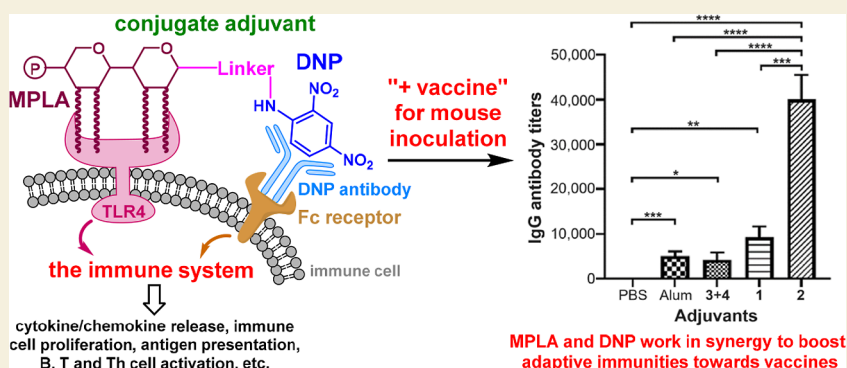 conjugate adjuvant
P
O
O
MPLA
Linker
DNP
HN
NO2
NO2
DNP antibody
Fc receptor
TLR4
the immune system
immune cell
cytokine/chemokine release, immune
cell proliferation, antigen presentation,
B, T and Th cell activation, etc.
"+ vaccine"
for mouse
inoculation
IgG antibody titers
50,000
40,000
30,000
20,000
10,000
0
****
****
****
***
**
*
***
PBS Alum 3+4 1 2
Adjuvants
MPLA and DNP work in synergy to boost
adaptive immunities towards vaccines